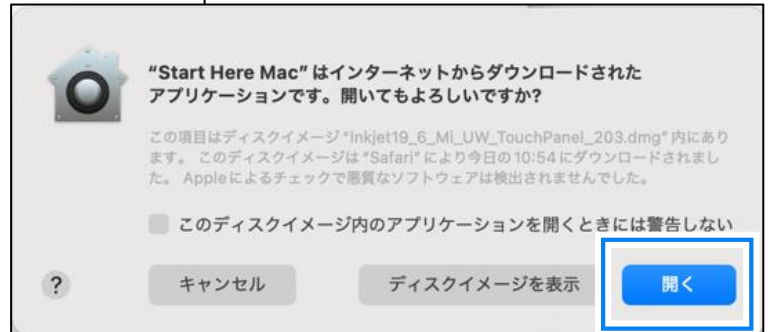 “Start Here Mac”はインターネットからダウンロードされた
アプリケーションです。開いてもよろしいですか?
この項目はディスクイメージ“Inkjet19_6_MI_UW_TouchPanel_203.dmg”内にあり
ます。このディスクイメージは“Safari”により今日の10:54にダウンロードされまし
た。Appleによるチェックで悪質なソフトウェアは検出されませんでした。
このディスクイメージ内のアプリケーションを開くときには警告しない
? キャンセル ディスクイメージを表示 開く